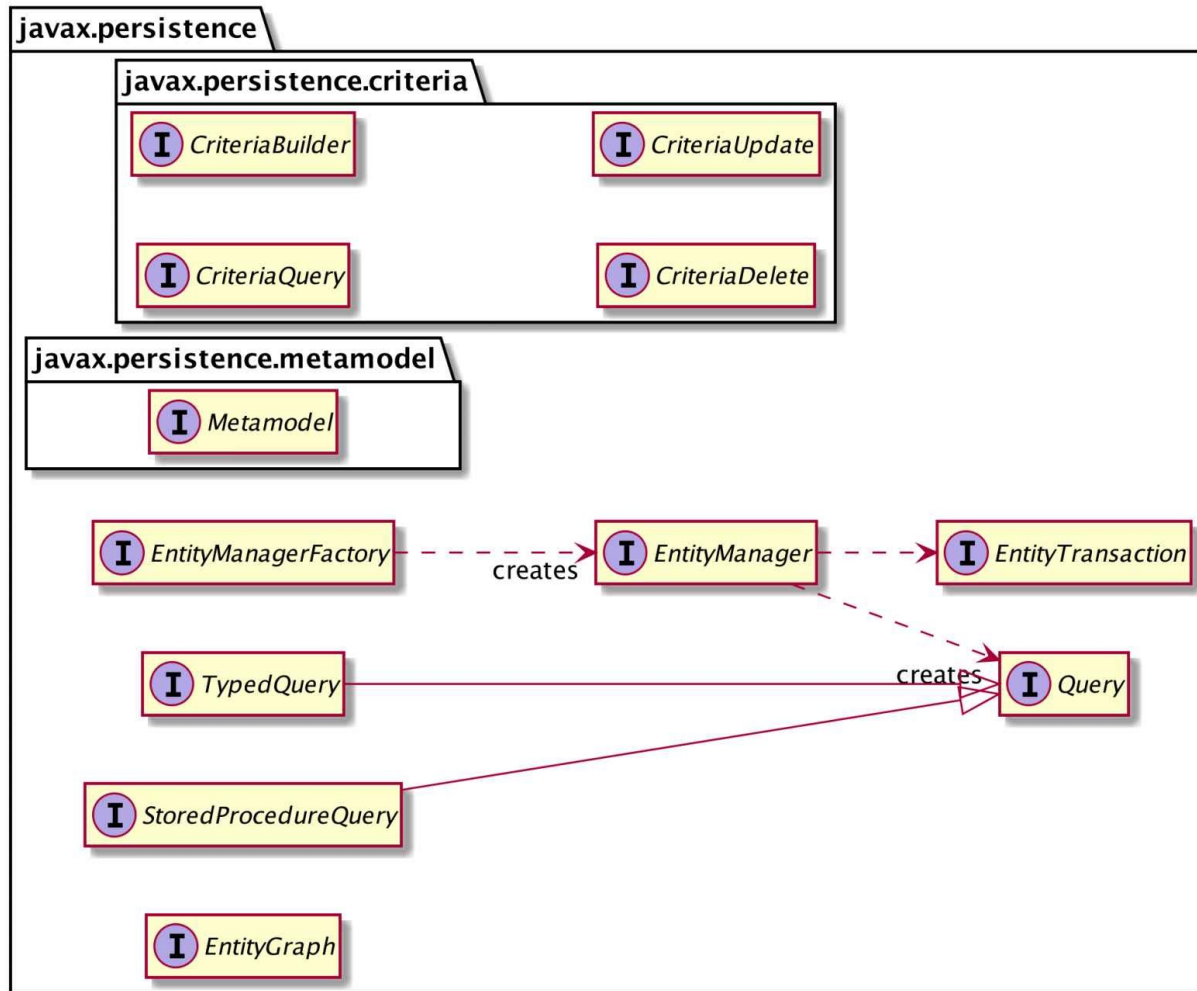 javax.persistence
javax.persistence.criteria
I CriteriaBuilder
I CriteriaUpdate
I CriteriaQuery
I CriteriaDelete
javax.persistence.metamodel
I Metamodel
I EntityManagerFactory
creates
I EntityManager
I EntityTransaction
I TypedQuery
creates
I Query
I StoredProcedureQuery
I EntityGraph